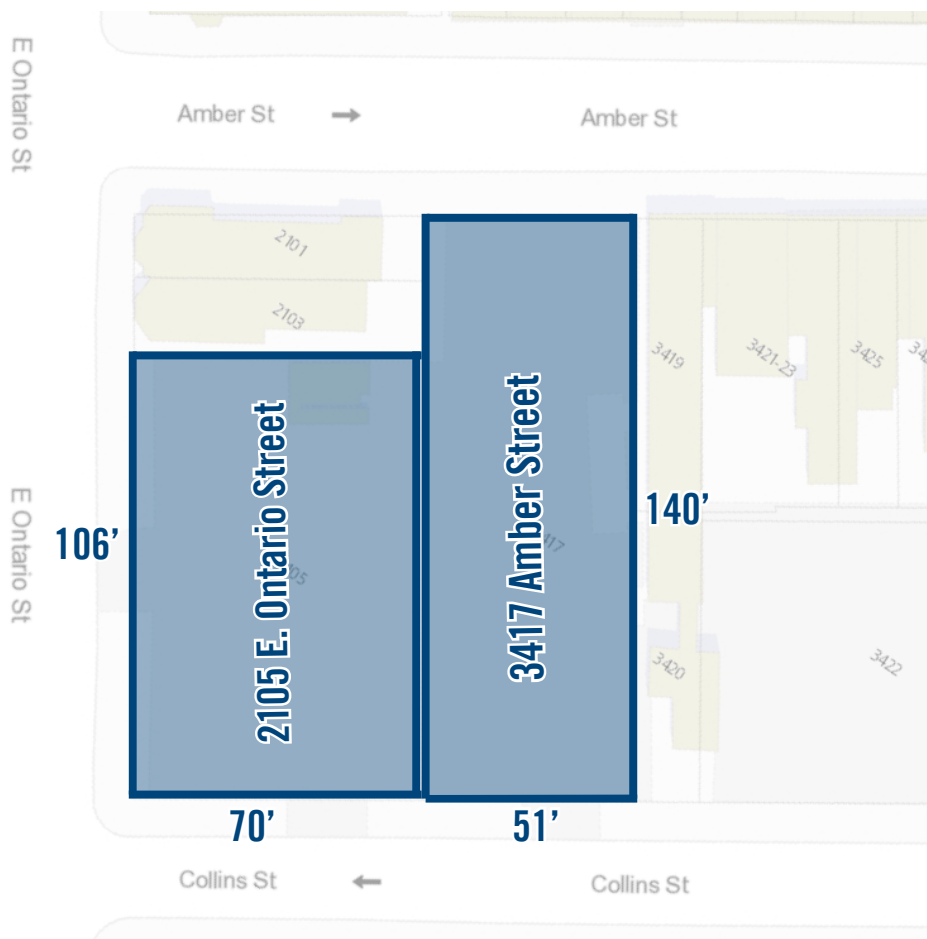 E Ontario St
Amber St
Amber St
2101
2103
3419
3421-23
3425
2105 E. Ontario Street
3417 Amber Street
106'
140'
E Ontario St
3420
3422
70'
51'
Collins St
Collins St